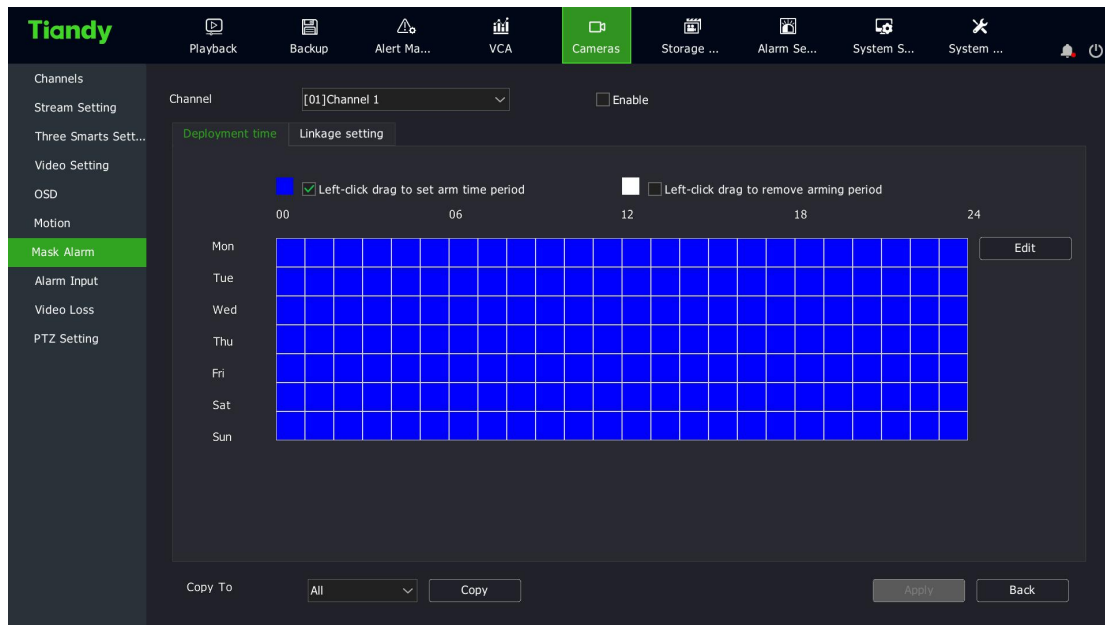 Tiandy
Playback
Backup
Alert Ma...
VCA
Cameras
Storage ...
Alarm Se...
System S...
System ...
Channels
Stream Setting
Three Smarts Sett...
Video Setting
OSD
Motion
Mask Alarm
Alarm Input
Video Loss
PTZ Setting
Channel
[01]Channel 1
Enable
Deployment time
Linkage setting
Left-click drag to set arm time period
Left-click drag to remove arming period
00 06 12 18 24
Mon
Edit
Tue
Wed
Thu
Fri
Sat
Sun
Copy To
All
Copy
Apply
Back